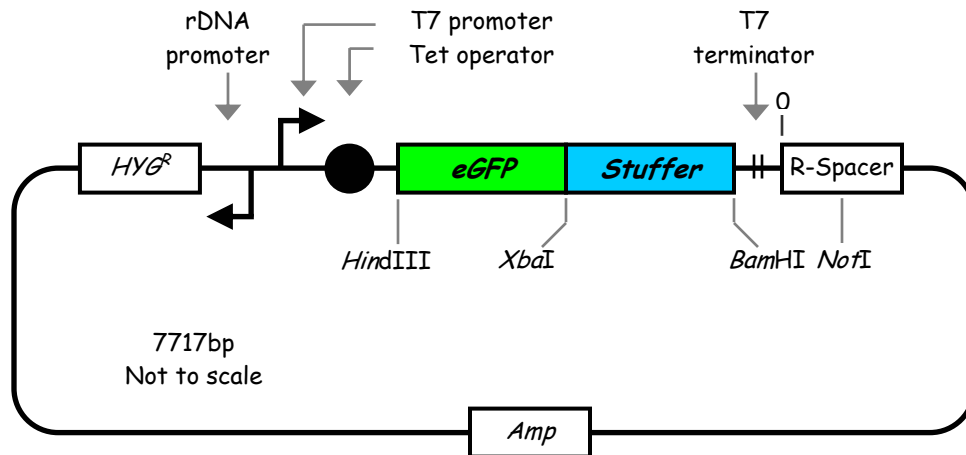 rDNA
promoter
T7 promoter
Tet operator
T7
terminator
0
HYG^R
eGFP
Stuffer
R-Spacer
HindIII
XbaI
BamHI
NotI
7717bp
Not to scale
Amp